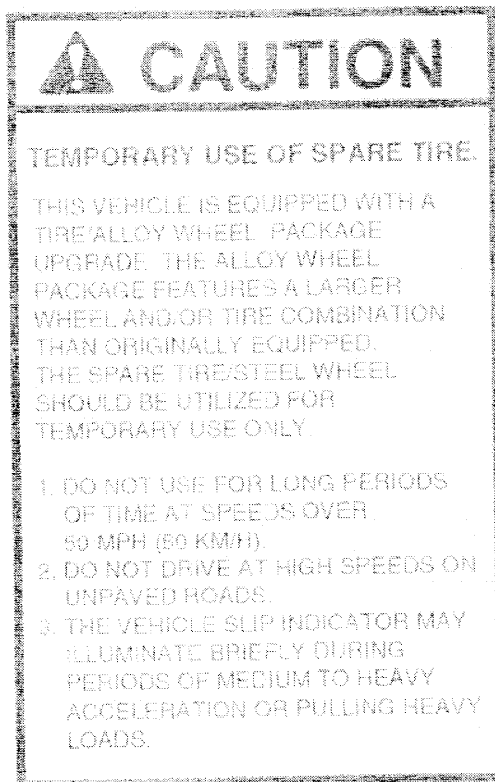 CAUTION
TEMPORARY USE OF SPARE TIRE.
THIS VEHICLE IS EQUIPPED WITH A
TIRE/ALLOY WHEEL PACKAGE
UPGRADE. THE ALLOY WHEEL
PACKAGE FEATURES A LARGER
WHEEL AND/OR TIRE COMBINATION
THAN ORIGINALLY EQUIPPED.
THE SPARE TIRE/STEEL WHEEL
SHOULD BE UTILIZED FOR
TEMPORARY USE ONLY.
1. DO NOT USE FOR LONG PERIODS
OF TIME AT SPEEDS OVER
50 MPH (80 KM/H).
2. DO NOT DRIVE AT HIGH SPEEDS ON
UNPAVED ROADS.
3. THE VEHICLE SLIP INDICATOR MAY
ILLUMINATE BRIEFLY DURING
PERIODS OF MEDIUM TO HEAVY
ACCELERATION OR PULLING HEAVY
LOADS.